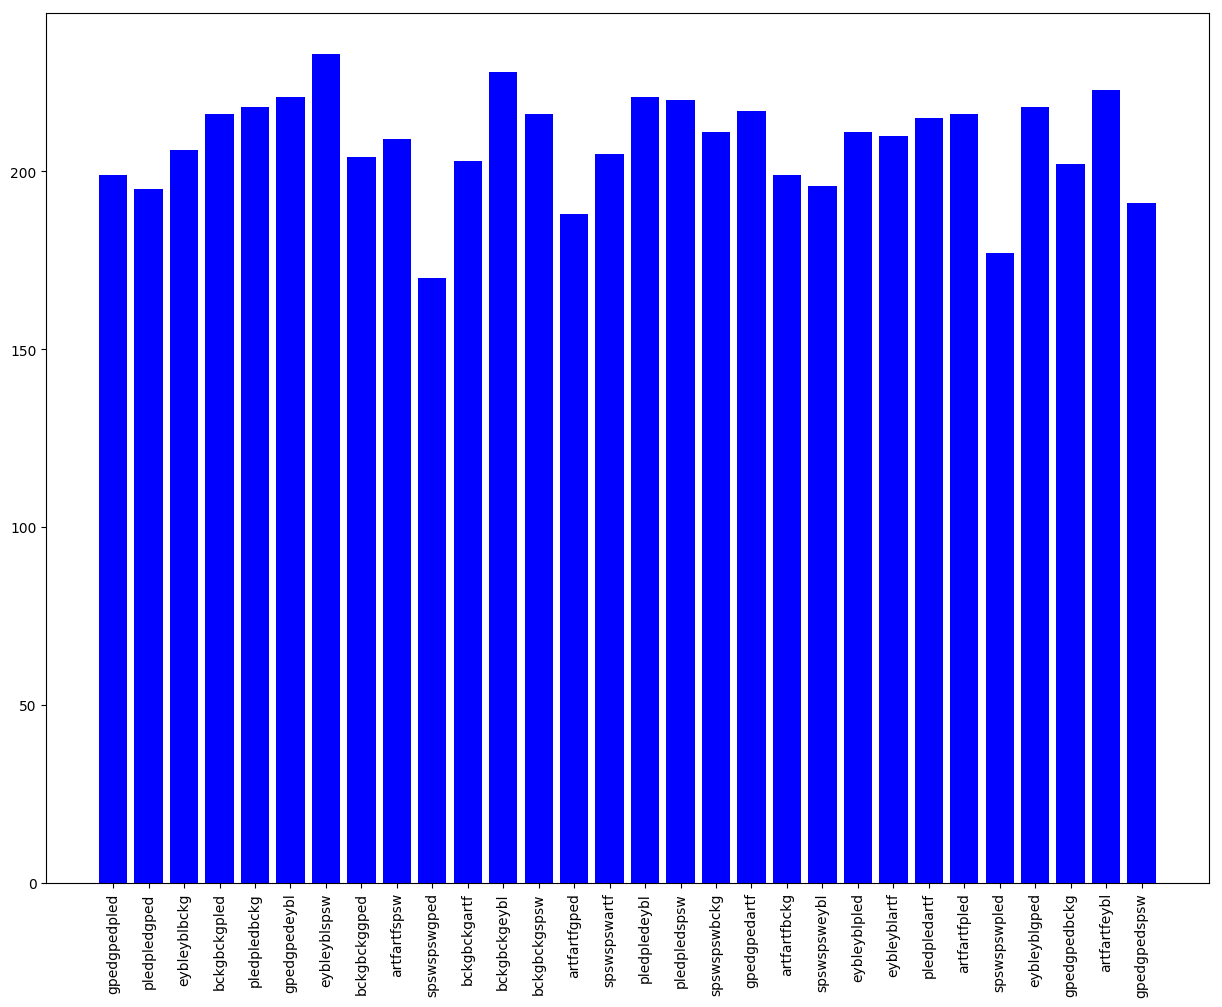 200
150
100
50
0
gpedgpedpled
pledpledgped
eybleyblbckg
bckgbckgpled
pledpledbckg
gpedgpedeybl
eybleyblspsw
bckgbckggped
artfartfspsw
spswspswgped
bckgbckgartf
bckgbckgeybl
bckgbckgspsw
artfartfgped
spswspswartf
pledpledeybl
pledpledspsw
spswspswbckg
gpedgpedartf
artfartfbckg
spswspsweybl
eybleyblpled
eybleyblartf
pledpledartf
artfartfpled
spswspswpled
eybleyblgped
gpedgpedbckg
artfartfeybl
gpedgpedspsw